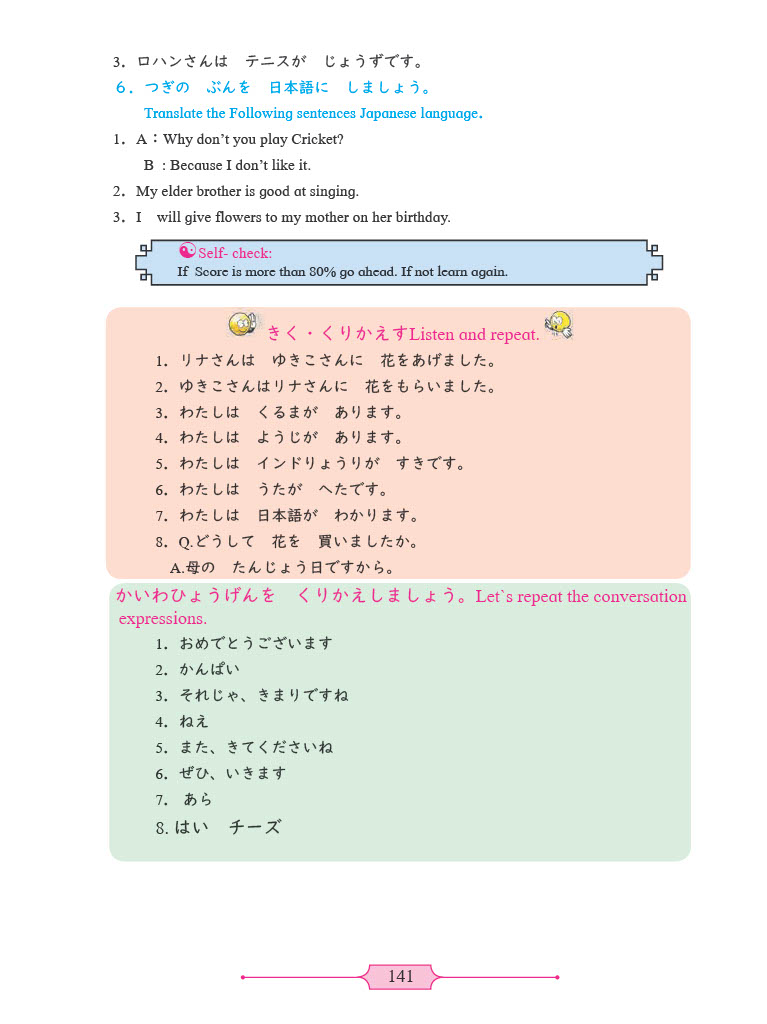 3. ロハンさんは　テニスが　じょうずです。
6. つぎの　ぶんを　日本語に　しましょう。
Translate the Following sentences Japanese language.
1. A：Why don't you play Cricket?
B : Because I don't like it.
2. My elder brother is good at singing.
3. I　will give flowers to my mother on her birthday.
Self- check:
If Score is more than 80% go ahead. If not learn again.
きく・くりかえすListen and repeat.
1. リナさんは　ゆきこさんに　花をあげました。
2. ゆきこさんはリナさんに　花をもらいました。
3. わたしは　くるまが　あります。
4. わたしは　ようじが　あります。
5. わたしは　インドりょうりが　すきです。
6. わたしは　うたが　へたです。
7. わたしは　日本語が　わかります。
8. Q.どうして　花を　買いましたか。
A.母の　たんじょう日ですから。
かいわひょうげんを　くりかえしましょう。Let`s repeat the conversation
expressions.
1. おめでとうございます
2. かんぱい
3. それじゃ、きまりですね
4. ねえ
5. また、きてくださいね
6. ぜひ、いきます
7. あら
8. はい　チーズ
141